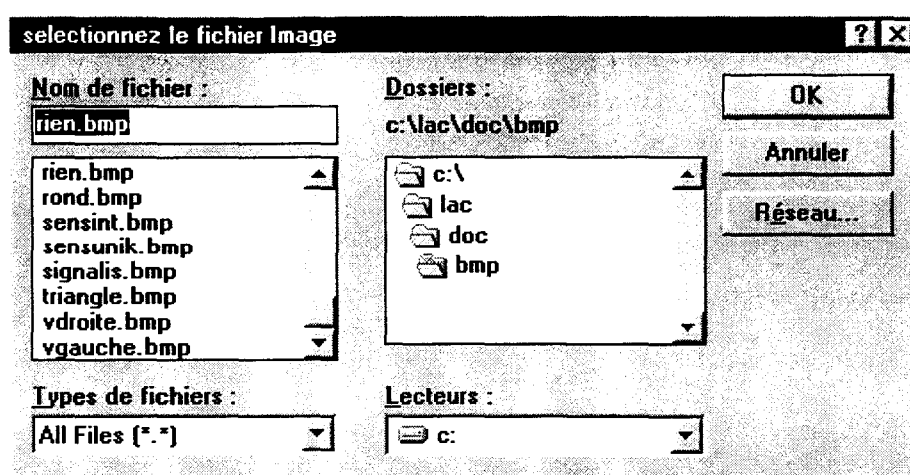 selectionnez le fichier Image
Nom de fichier :
rien.bmp
rien.bmp
rond.bmp
sensint.bmp
sensunik.bmp
signalis.bmp
triangle.bmp
vdroite.bmp
vgauche.bmp
Types de fichiers :
All Files (*.*)
Dossiers :
c:\lac\doc\bmp
c:\
lac
doc
bmp
Lecteurs :
c:
OK
Annuler
Réseau...